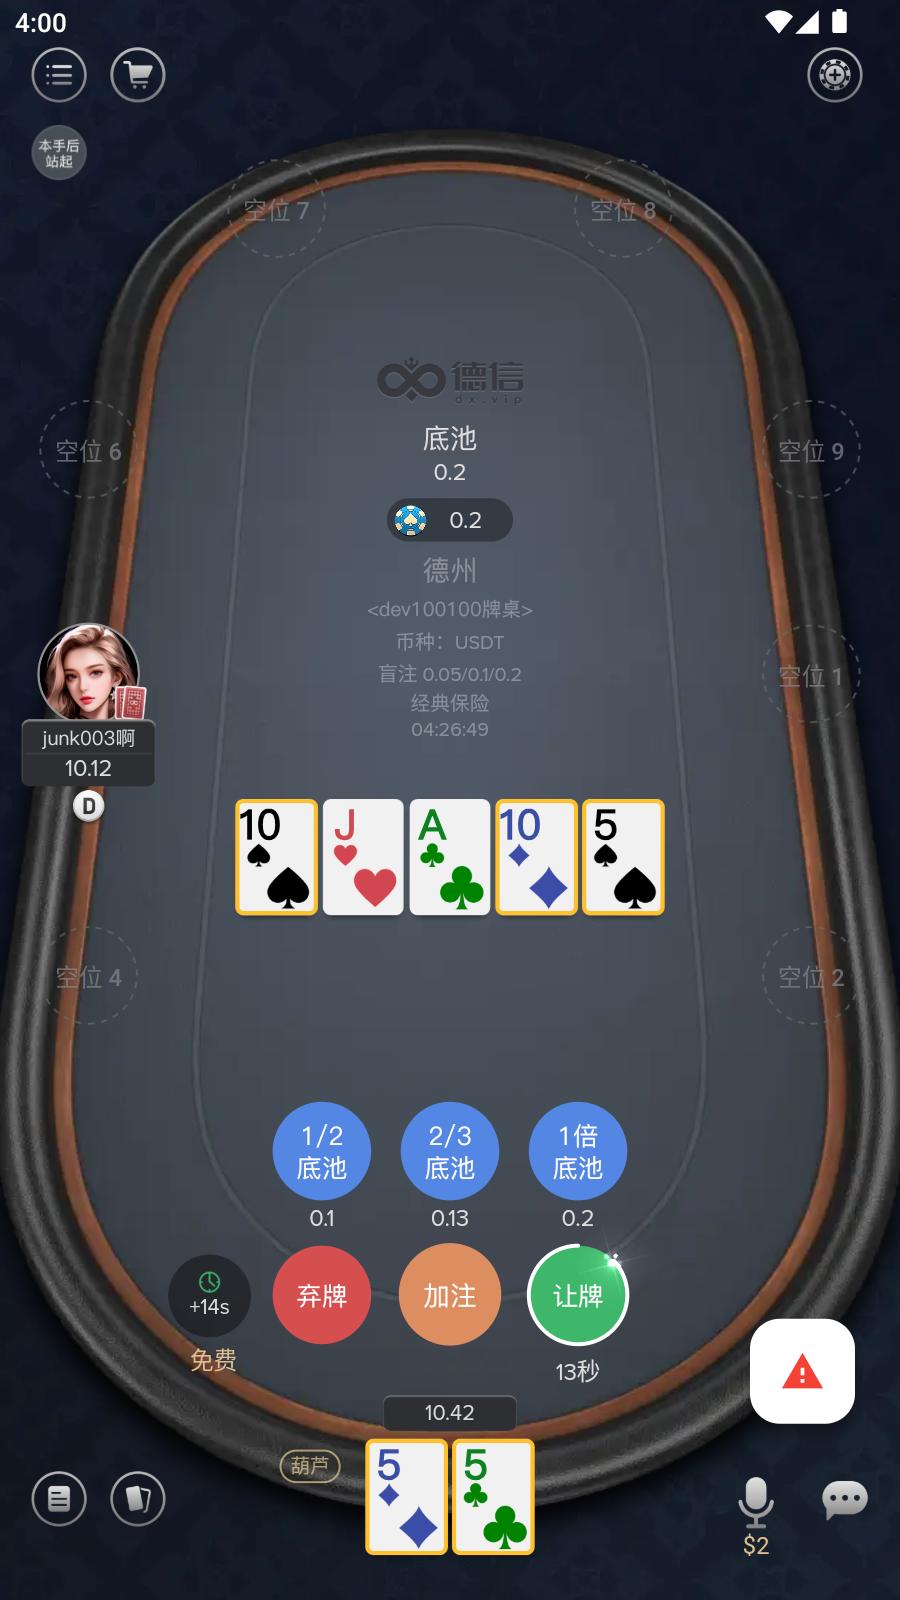 4:00
本手后
站起
空位 7
空位 8
德信
dx.vip
底池
0.2
空位 6
空位 9
0.2
德州
<dev100100牌桌>
币种：USDT
盲注 0.05/0.1/0.2
经典保险
04:26:49
空位 1
junk003啊
10.12
D
10
J
A
10
5
空位 4
空位 2
1/2
底池
2/3
底池
1倍
底池
0.1
0.13
0.2
+14s
弃牌
加注
让牌
免费
13秒
10.42
葫芦
5
5
$2